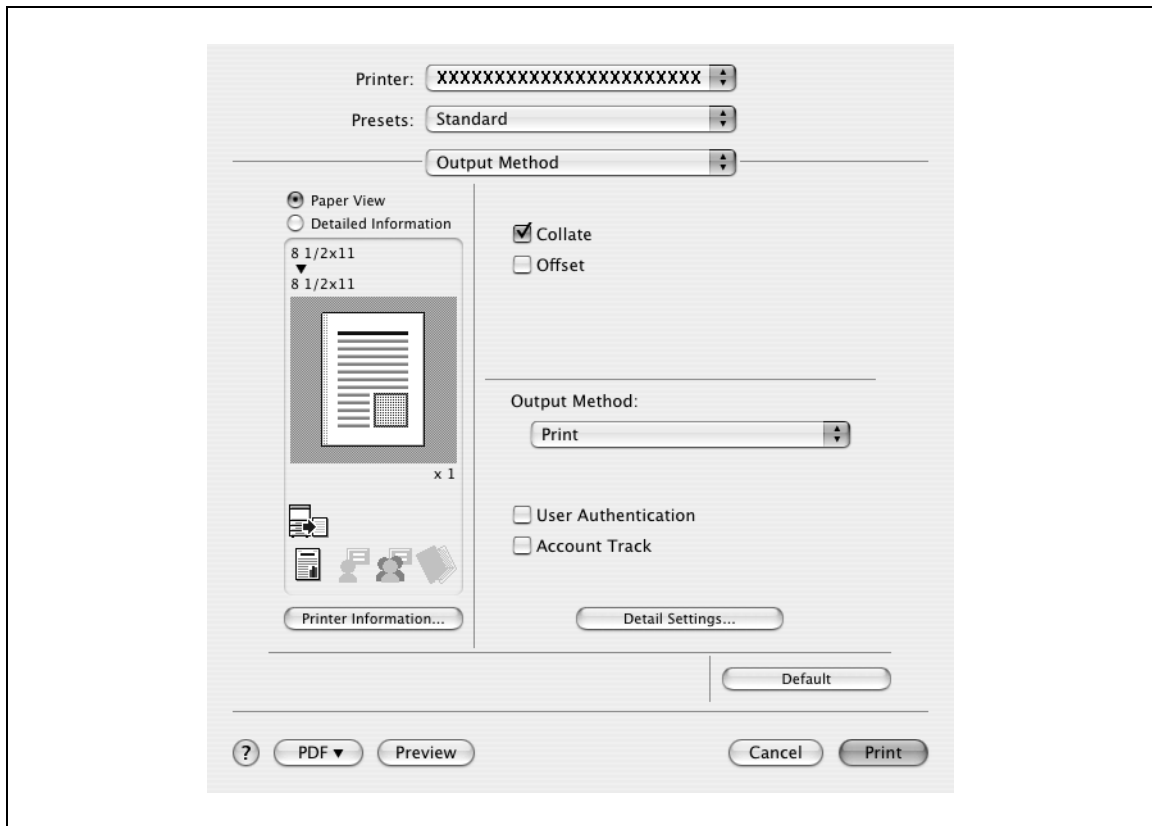 Printer: XXXXXXXXXXXXXXXXXXXXXXX
Presets: Standard
Output Method
Paper View
Detailed Information
8 1/2x11
8 1/2x11
x 1
Printer Information...
Collate
Offset
Output Method:
Print
User Authentication
Account Track
Detail Settings...
Default
? PDF Preview Cancel Print